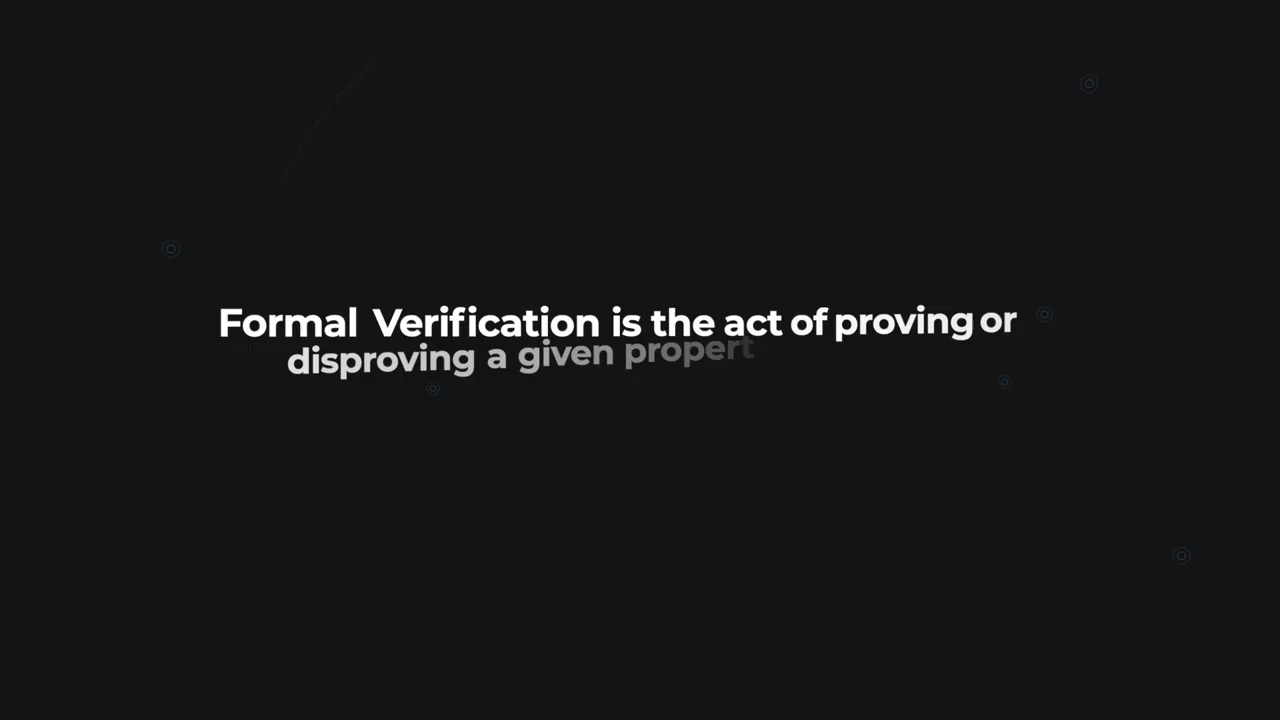 Formal Verification is the act of proving or
disproving a given propert